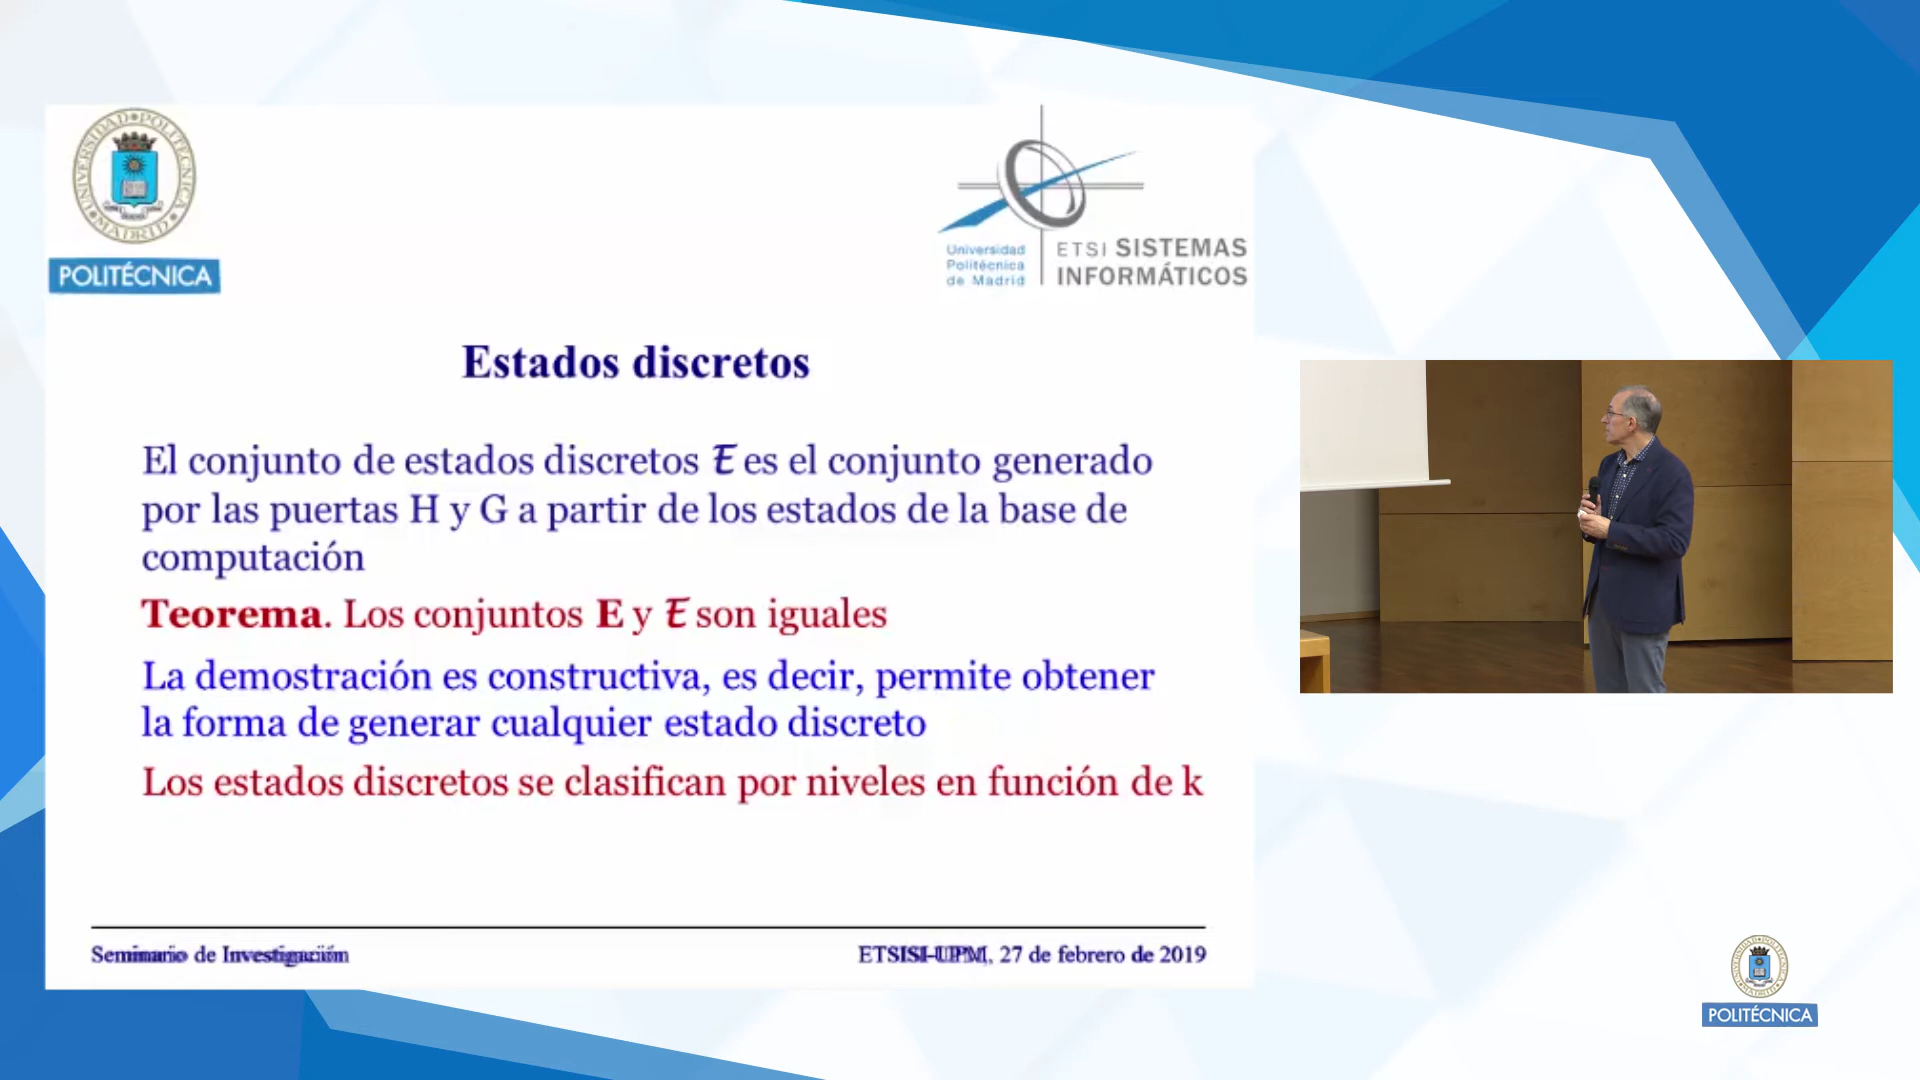 UNIVERSIDAD POLITÉCNICA
MADRID
POLITÉCNICA
Universidad
Politécnica
de Madrid
ETSI SISTEMAS
INFORMÁTICOS
Estados discretos
El conjunto de estados discretos Ɛ es el conjunto generado
por las puertas H y G a partir de los estados de la base de
computación
Teorema. Los conjuntos E y Ɛ son iguales
La demostración es constructiva, es decir, permite obtener
la forma de generar cualquier estado discreto
Los estados discretos se clasifican por niveles en función de k
Seminario de Investigación
ETSISI-UPM, 27 de febrero de 2019
POLITÉCNICA